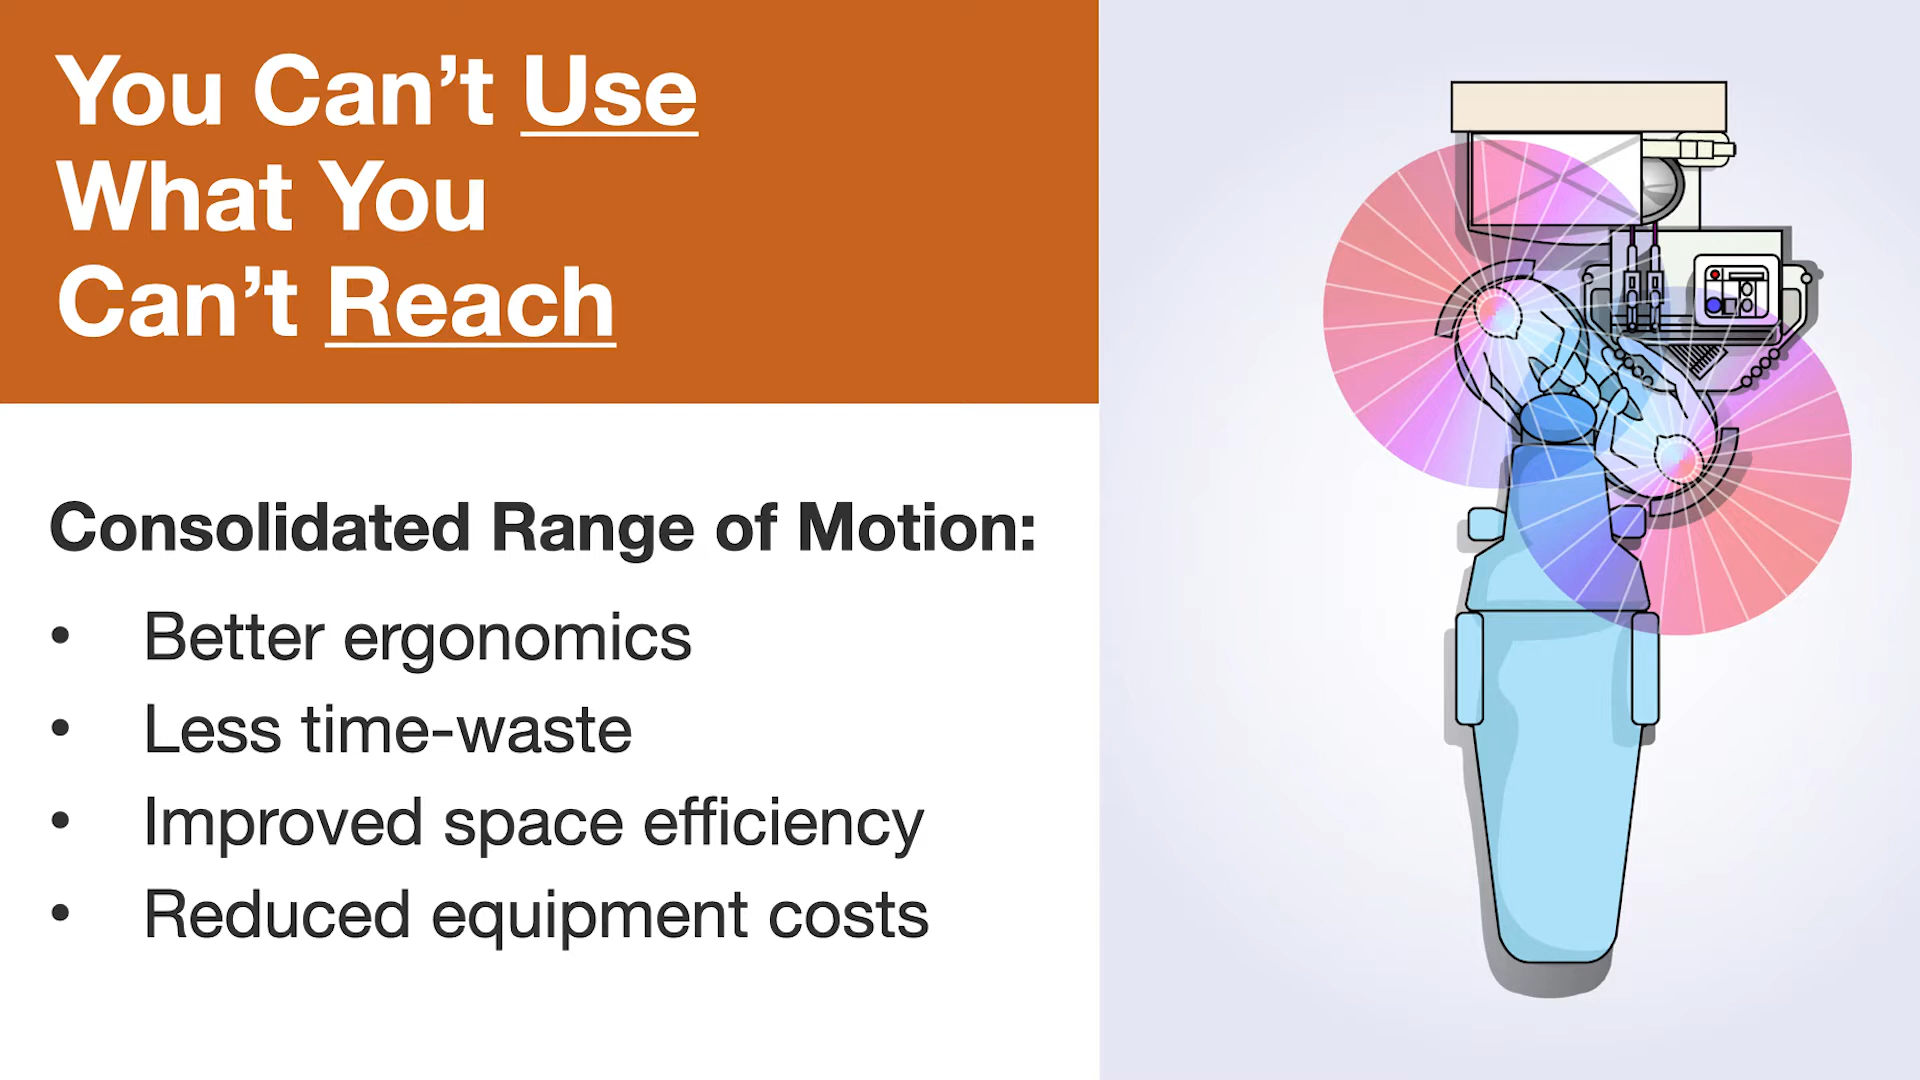 You Can’t Use
What You
Can’t Reach
Consolidated Range of Motion:
• Better ergonomics
• Less time-waste
• Improved space efficiency
• Reduced equipment costs